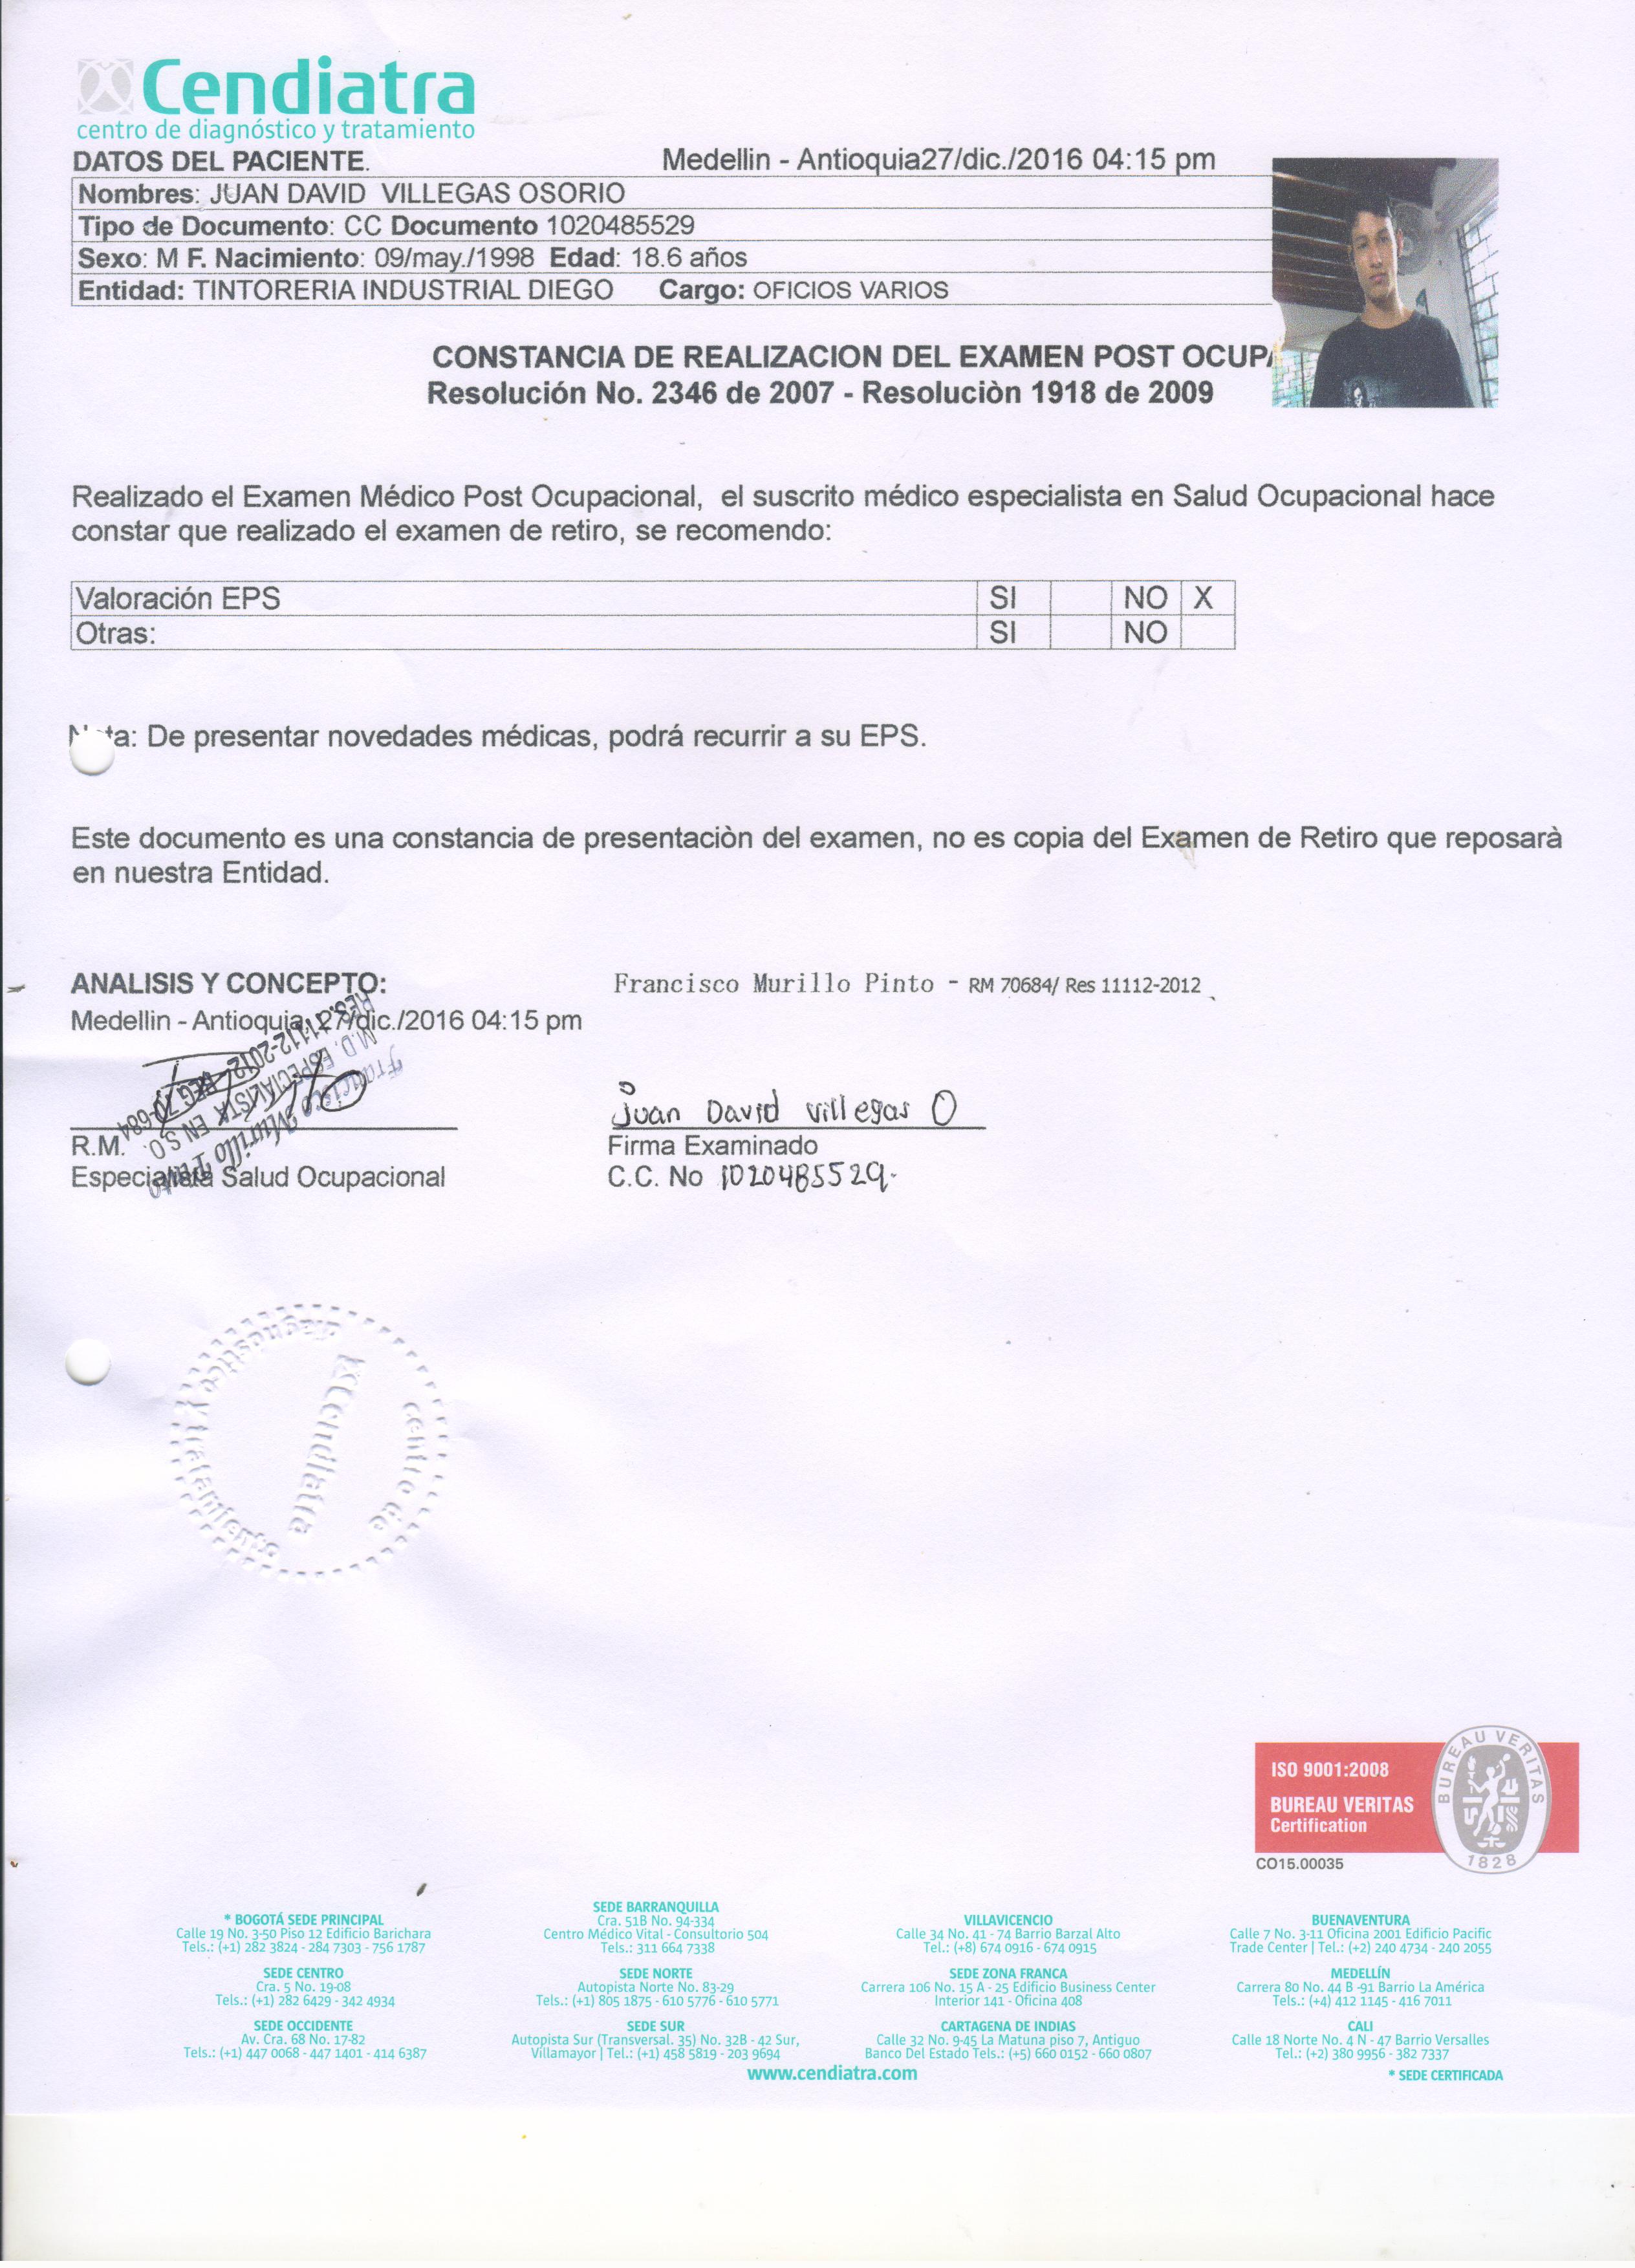 Cendiatra
centro de diagnóstico y tratamiento
DATOS DEL PACIENTE.
Medellin - Antioquia27/dic./2016 04:15 pm
Nombres: JUAN DAVID VILLEGAS OSORIO
Tipo de Documento: CC Documento 1020485529
Sexo: M F. Nacimiento: 09/may./1998 Edad: 18.6 años
Entidad: TINTORERIA INDUSTRIAL DIEGO Cargo: OFICIOS VARIOS
CONSTANCIA DE REALIZACION DEL EXAMEN POST OCUPA
Resolución No. 2346 de 2007 - Resoluciòn 1918 de 2009
Realizado el Examen Médico Post Ocupacional, el suscrito médico especialista en Salud Ocupacional hace
constar que realizado el examen de retiro, se recomendo:
Valoración EPS SI NO X
Otras: SI NO
Nota: De presentar novedades médicas, podrá recurrir a su EPS.
Este documento es una constancia de presentaciòn del examen, no es copia del Examen de Retiro que reposarà
en nuestra Entidad.
ANALISIS Y CONCEPTO:
Francisco Murillo Pinto - RM 70684/ Res 11112-2012
Medellin - Antioquia, 27/dic./2016 04:15 pm
Francisco Murillo Pinto
M.D. ESPECIALISTA EN S.O.
RES. 11112-2012 REG 70-684
Juan David Villegas O
R.M.
Firma Examinado
Especialista Salud Ocupacional
C.C. No 1020485529.
centro de diagnóstico y tratamiento
Cendiatra
ISO 9001:2008
BUREAU VERITAS
Certification
BUREAU VERITAS
1828
CO15.00035
* BOGOTÁ SEDE PRINCIPAL
Calle 19 No. 3-50 Piso 12 Edificio Barichara
Tels.: (+1) 282 3824 - 284 7303 - 756 1787
SEDE CENTRO
Cra. 5 No. 19-08
Tels.: (+1) 282 6429 - 342 4934
SEDE OCCIDENTE
Av. Cra. 68 No. 17-82
Tels.: (+1) 447 0068 - 447 1401 - 414 6387
SEDE BARRANQUILLA
Cra. 51B No. 94-334
Centro Médico Vital - Consultorio 504
Tels.: 311 664 7338
SEDE NORTE
Autopista Norte No. 83-29
Tels.: (+1) 805 1875 - 610 5776 - 610 5771
SEDE SUR
Autopista Sur (Transversal. 35) No. 32B - 42 Sur,
Villamayor | Tel.: (+1) 458 5819 - 203 9694
VILLAVICENCIO
Calle 34 No. 41 - 74 Barrio Barzal Alto
Tel.: (+8) 674 0916 - 674 0915
SEDE ZONA FRANCA
Carrera 106 No. 15 A - 25 Edificio Business Center
Interior 141 - Oficina 408
CARTAGENA DE INDIAS
Calle 32 No. 9-45 La Matuna piso 7, Antiguo
Banco Del Estado Tels.: (+5) 660 0152 - 660 0807
BUENAVENTURA
Calle 7 No. 3-11 Oficina 2001 Edificio Pacific
Trade Center | Tel.: (+2) 240 4734 - 240 2055
MEDELLÍN
Carrera 80 No. 44 B -91 Barrio La América
Tels.: (+4) 412 1145 - 416 7011
CALI
Calle 18 Norte No. 4 N - 47 Barrio Versalles
Tel.: (+2) 380 9956 - 382 7337
www.cendiatra.com
* SEDE CERTIFICADA